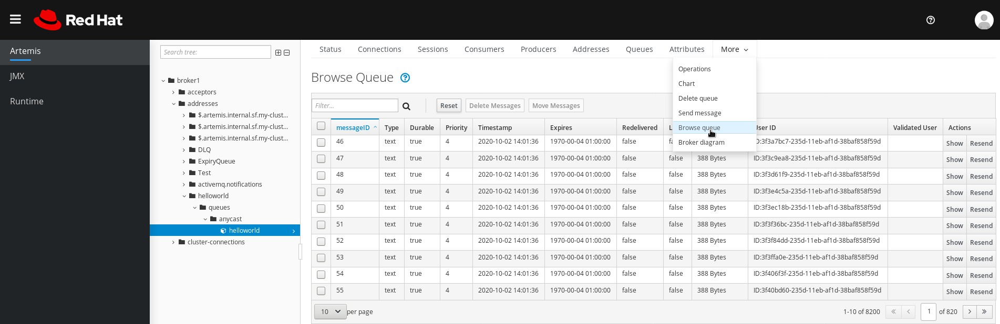 Red Hat
Artemis
JMX
Runtime
Search tree:
broker1
acceptors
addresses
$.artemis.internal.sf.my-clust...
$.artemis.internal.sf.my-clust...
$.artemis.internal.sf.my-clust...
DLQ
ExpiryQueue
Test
activemq.notifications
helloworld
queues
anycast
helloworld
cluster-connections
Status Connections Sessions Consumers Producers Addresses Queues Attributes More
Operations
Chart
Delete queue
Send message
Browse queue
Broker diagram
Browse Queue
Filter... Reset Delete Messages Move Messages
messageID Type Durable Priority Timestamp Expires Redelivered User ID Validated User Actions
46 text true 4 2020-10-02 14:01:36 1970-00-04 01:00:00 false ID:3f3a7bc7-235d-11eb-af1d-38baf858f59d Show Resend
47 text true 4 2020-10-02 14:01:36 1970-00-04 01:00:00 false false 388 Bytes ID:3f3c9ea8-235d-11eb-af1d-38baf858f59d Show Resend
48 text true 4 2020-10-02 14:01:36 1970-00-04 01:00:00 false false 388 Bytes ID:3f3d61f9-235d-11eb-af1d-38baf858f59d Show Resend
49 text true 4 2020-10-02 14:01:36 1970-00-04 01:00:00 false false 388 Bytes ID:3f3e4c5a-235d-11eb-af1d-38baf858f59d Show Resend
50 text true 4 2020-10-02 14:01:36 1970-00-04 01:00:00 false false 388 Bytes ID:3f3ec18b-235d-11eb-af1d-38baf858f59d Show Resend
51 text true 4 2020-10-02 14:01:36 1970-00-04 01:00:00 false false 388 Bytes ID:3f3f36bc-235d-11eb-af1d-38baf858f59d Show Resend
52 text true 4 2020-10-02 14:01:36 1970-00-04 01:00:00 false false 388 Bytes ID:3f3f84dd-235d-11eb-af1d-38baf858f59d Show Resend
53 text true 4 2020-10-02 14:01:36 1970-00-04 01:00:00 false false 388 Bytes ID:3f3ffa0e-235d-11eb-af1d-38baf858f59d Show Resend
54 text true 4 2020-10-02 14:01:36 1970-00-04 01:00:00 false false 388 Bytes ID:3f406f3f-235d-11eb-af1d-38baf858f59d Show Resend
55 text true 4 2020-10-02 14:01:36 1970-00-04 01:00:00 false false 388 Bytes ID:3f40bd60-235d-11eb-af1d-38baf858f59d Show Resend
10 per page 1-10 of 8200 1 of 820